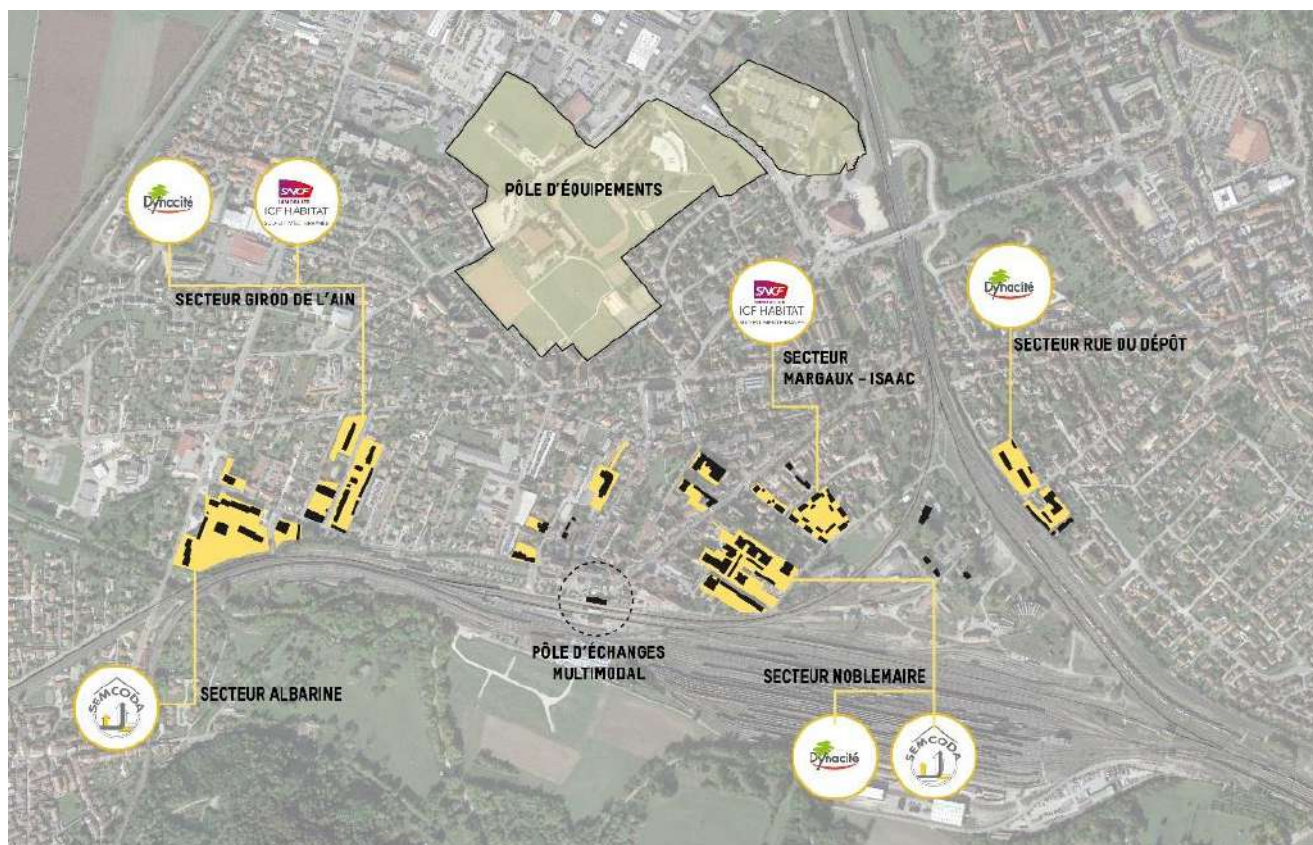 PÔLE D'ÉQUIPEMENTS
Dynacité
SNCF
IMMOBILIER
ICF HABITAT
SECTEUR GIROD DE L'AIN
SNCF
ICF HABITAT
Dynacité
SECTEUR RUE DU DÉPÔT
SECTEUR
MARGAUX - ISAAC
PÔLE D'ÉCHANGES
MULTIMODAL
SECTEUR NOBLEMAIRE
SECTEUR ALBARINE
SEMCODA
Dynacité
SEMCODA